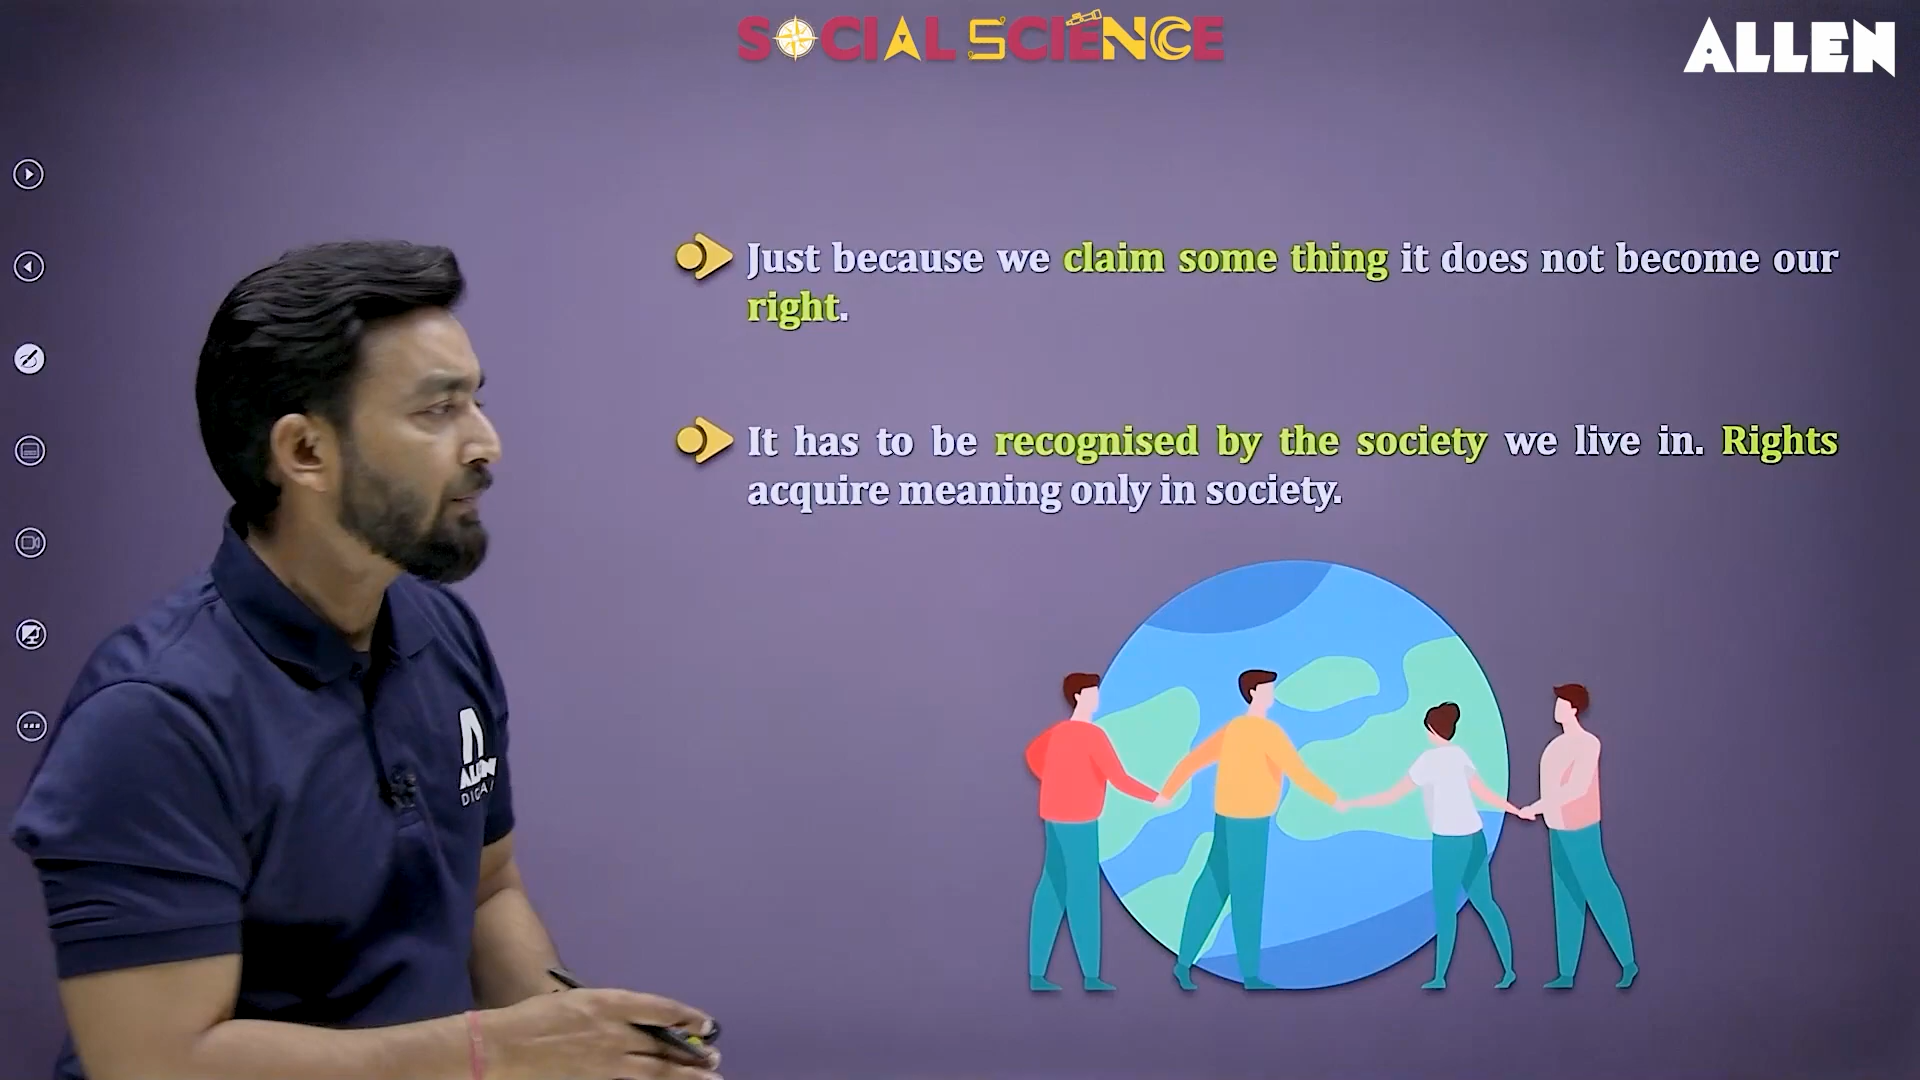 SOCIAL SCIENCE
ALLEN
Just because we claim some thing it does not become our
right.
It has to be recognised by the society we live in. Rights
acquire meaning only in society.
ALLEN